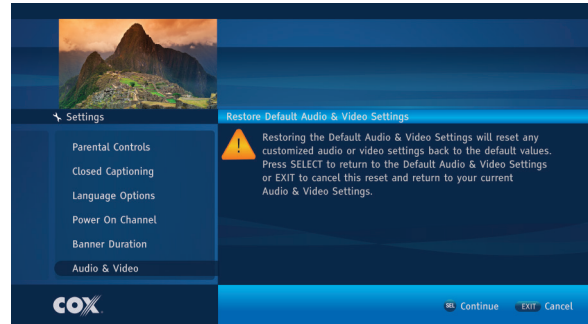 Settings
Parental Controls
Closed Captioning
Language Options
Power On Channel
Banner Duration
Audio & Video
Restore Default Audio & Video Settings
!
Restoring the Default Audio & Video Settings will reset any
customized audio or video settings back to the default values.
Press SELECT to return to the Default Audio & Video Settings
or EXIT to cancel this reset and return to your current
Audio & Video Settings.
COX
SEL Continue EXIT Cancel